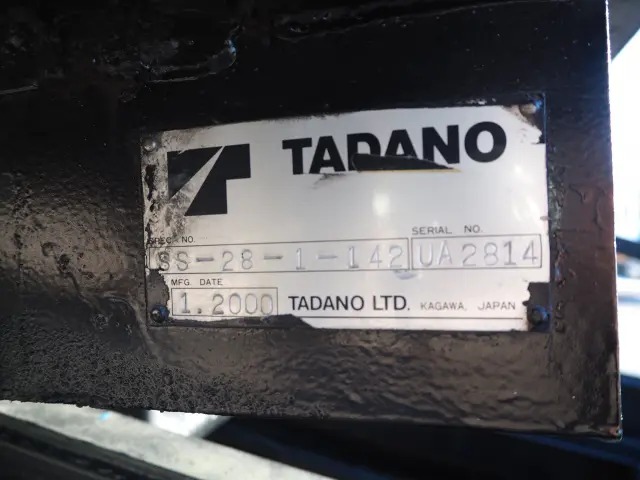 TADANO
SPEC. NO. SERIAL NO.
SS-28-1-142 UA2814
MFG. DATE
1.2000 TADANO LTD. KAGAWA, JAPAN